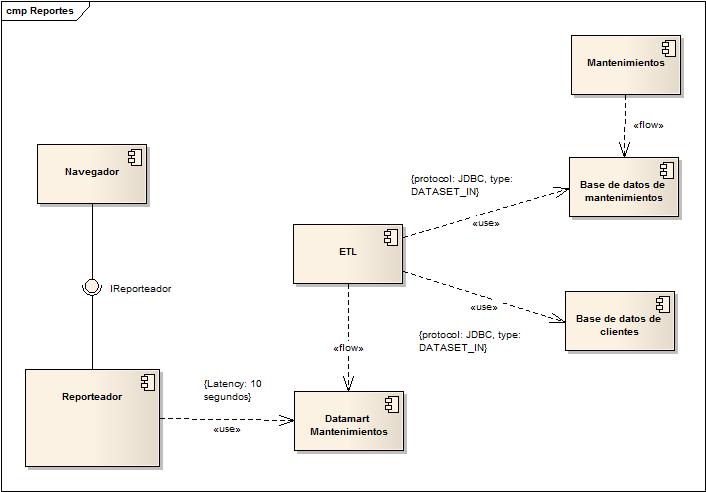 cmp Reportes
Mantenimientos
«flow»
Navegador
{protocol: JDBC, type:
DATASET_IN}
Base de datos de
mantenimientos
«use»
ETL
IReporteador
«use»
Base de datos de
clientes
{protocol: JDBC, type:
DATASET_IN}
«flow»
Reporteador
{Latency: 10
segundos}
«use»
Datamart
Mantenimientos